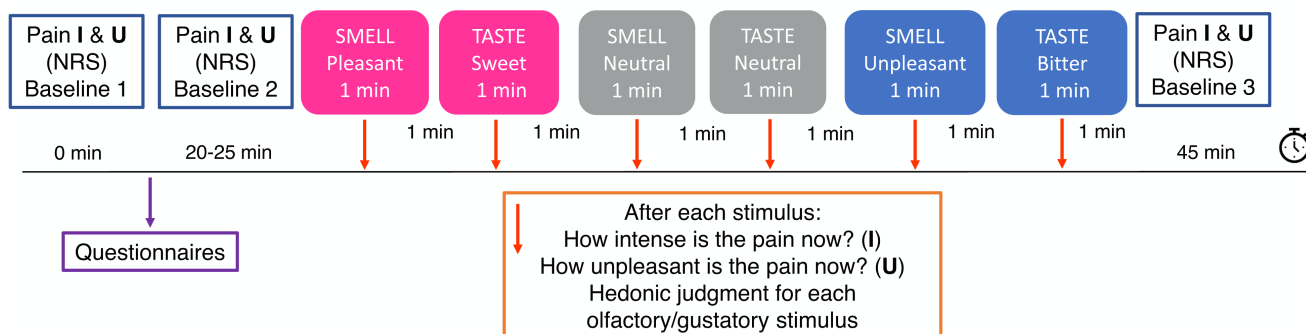 Pain I & U
(NRS)
Baseline 1
Pain I & U
(NRS)
Baseline 2
SMELL
Pleasant
1 min
TASTE
Sweet
1 min
SMELL
Neutral
1 min
TASTE
Neutral
1 min
SMELL
Unpleasant
1 min
TASTE
Bitter
1 min
Pain I & U
(NRS)
Baseline 3
0 min
20-25 min
1 min
1 min
1 min
1 min
1 min
1 min
45 min
Questionnaires
After each stimulus:
How intense is the pain now? (I)
How unpleasant is the pain now? (U)
Hedonic judgment for each
olfactory/gustatory stimulus